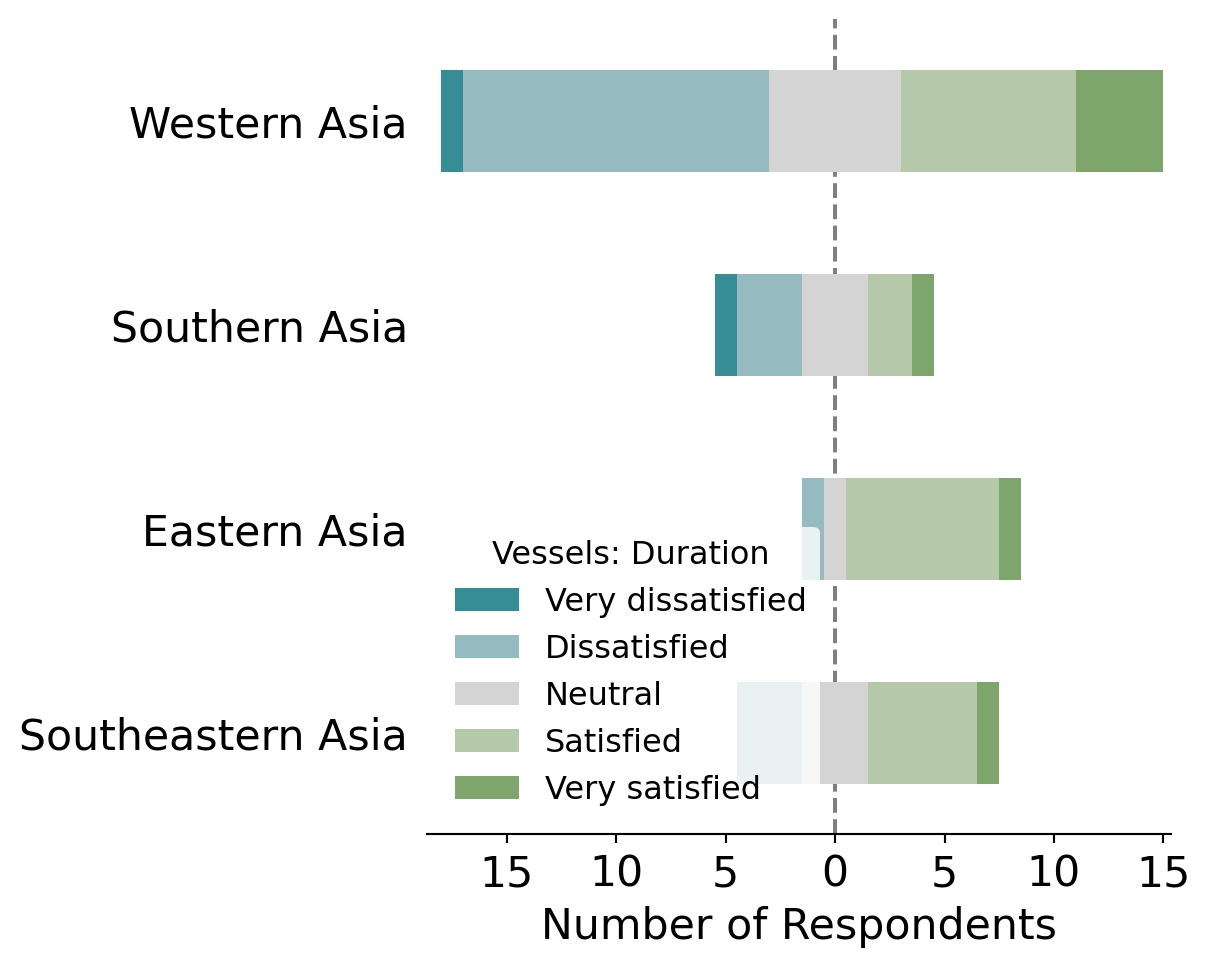 Western Asia
Southern Asia
Eastern Asia
Southeastern Asia
Vessels: Duration
Very dissatisfied
Dissatisfied
Neutral
Satisfied
Very satisfied
15 10 5 0 5 10 15
Number of Respondents